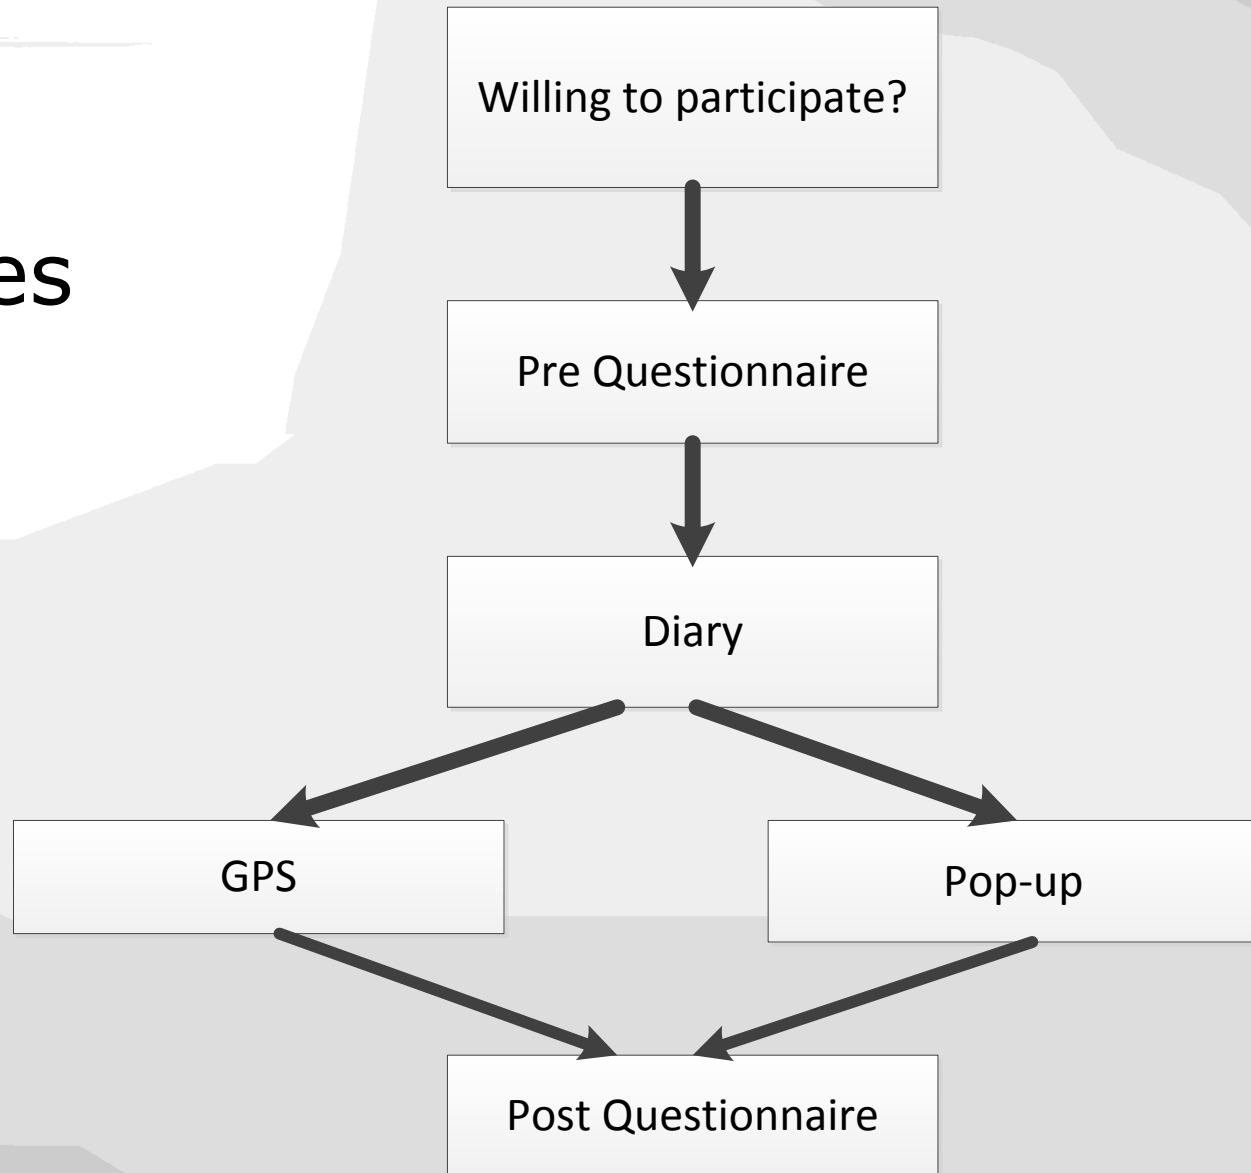 Willing to participate?
es
Pre Questionnaire
Diary
GPS
Pop-up
Post Questionnaire